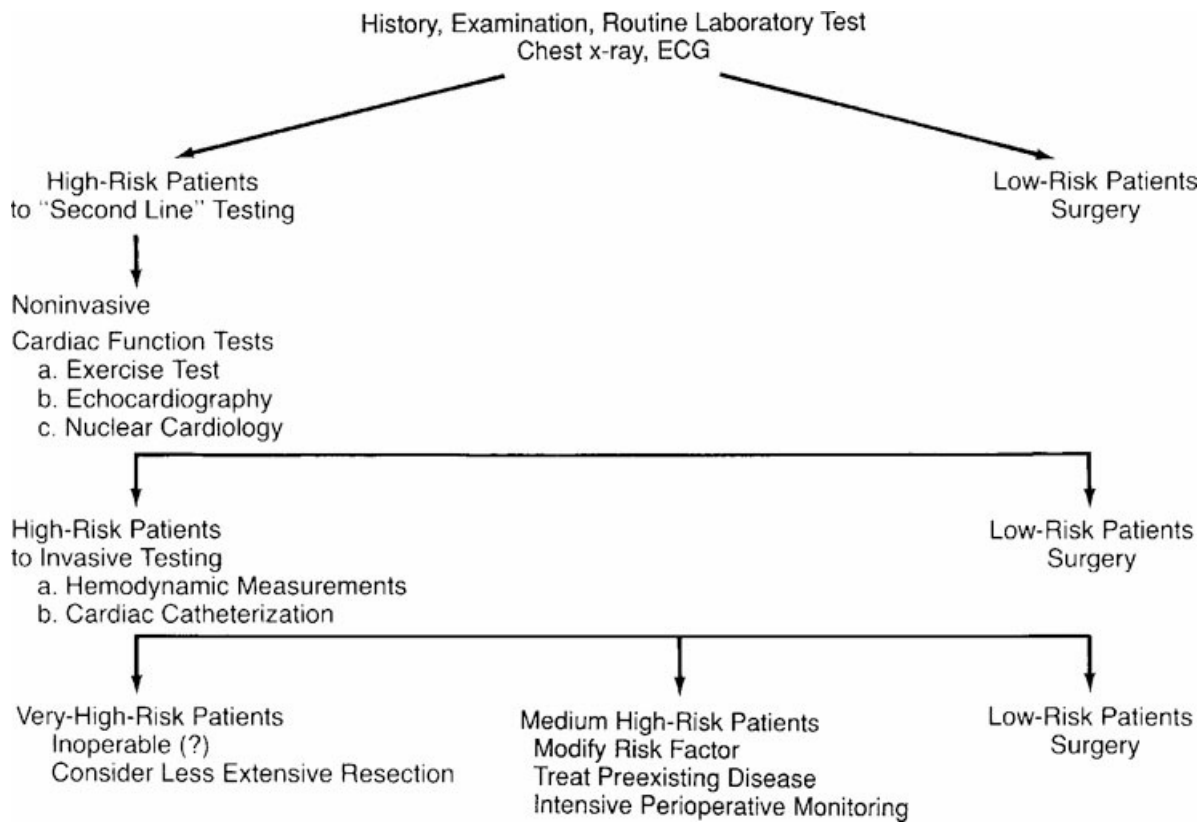 History, Examination, Routine Laboratory Test
Chest x-ray, ECG
High-Risk Patients
to “Second Line” Testing
Low-Risk Patients
Surgery
Noninvasive
Cardiac Function Tests
a. Exercise Test
b. Echocardiography
c. Nuclear Cardiology
High-Risk Patients
to Invasive Testing
a. Hemodynamic Measurements
b. Cardiac Catheterization
Low-Risk Patients
Surgery
Very-High-Risk Patients
Inoperable (?)
Consider Less Extensive Resection
Medium High-Risk Patients
Modify Risk Factor
Treat Preexisting Disease
Intensive Perioperative Monitoring
Low-Risk Patients
Surgery